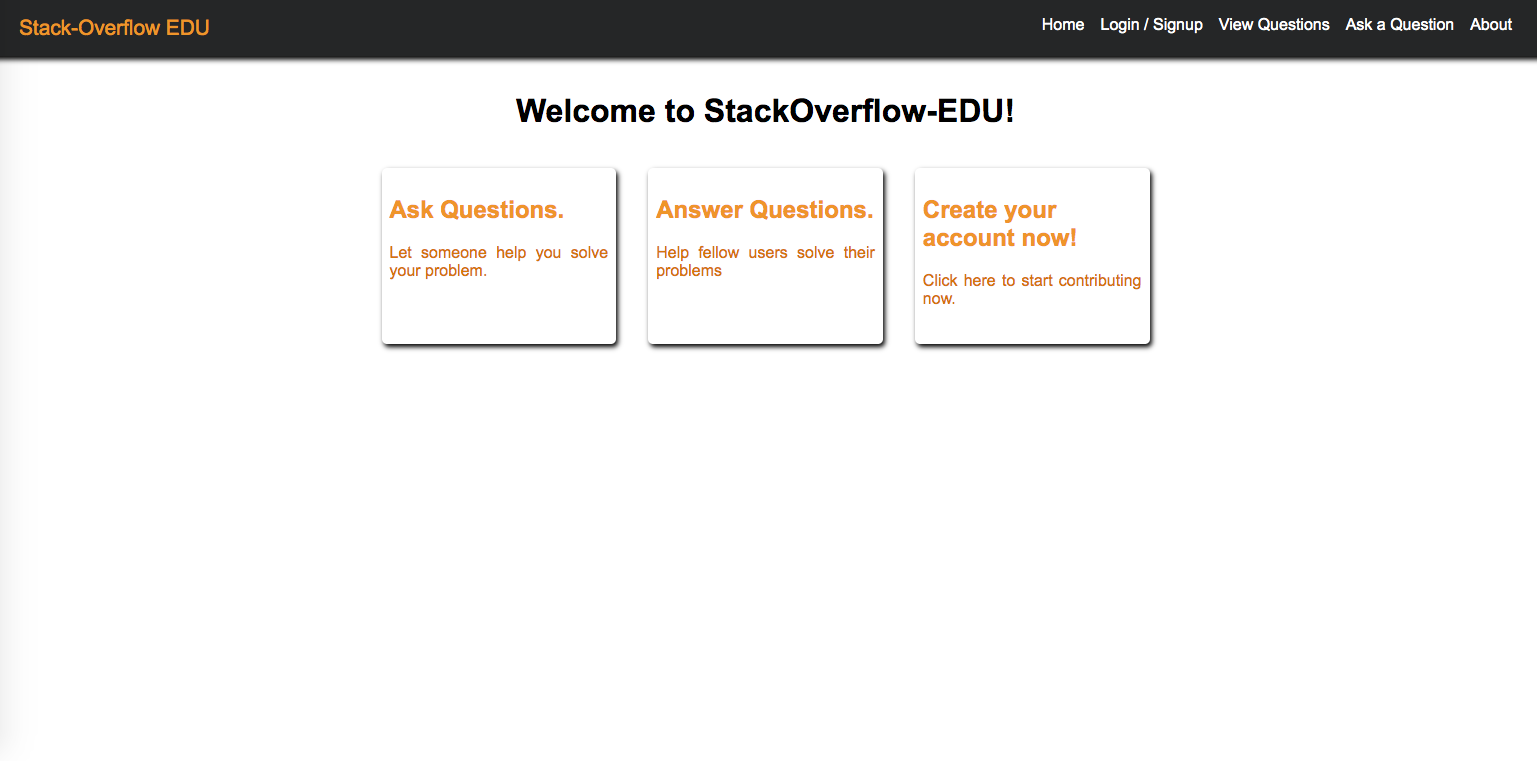 Stack-Overflow EDU
Home Login / Signup View Questions Ask a Question About
Welcome to StackOverflow-EDU!
Ask Questions.
Let someone help you solve
your problem.
Answer Questions.
Help fellow users solve their
problems
Create your
account now!
Click here to start contributing
now.